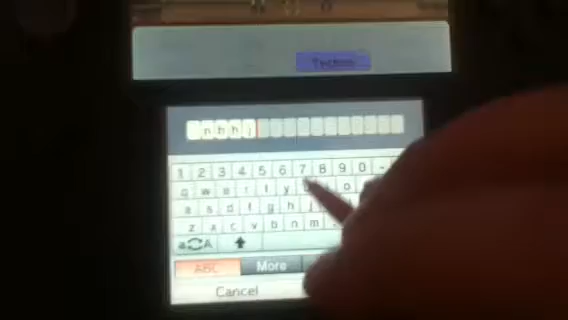 nhhj
1 2 3 4 5 6 7 8 9 0 -
q w e r t y o
a s d f g h j
z x c v b n m
a A
ABC More
Cancel